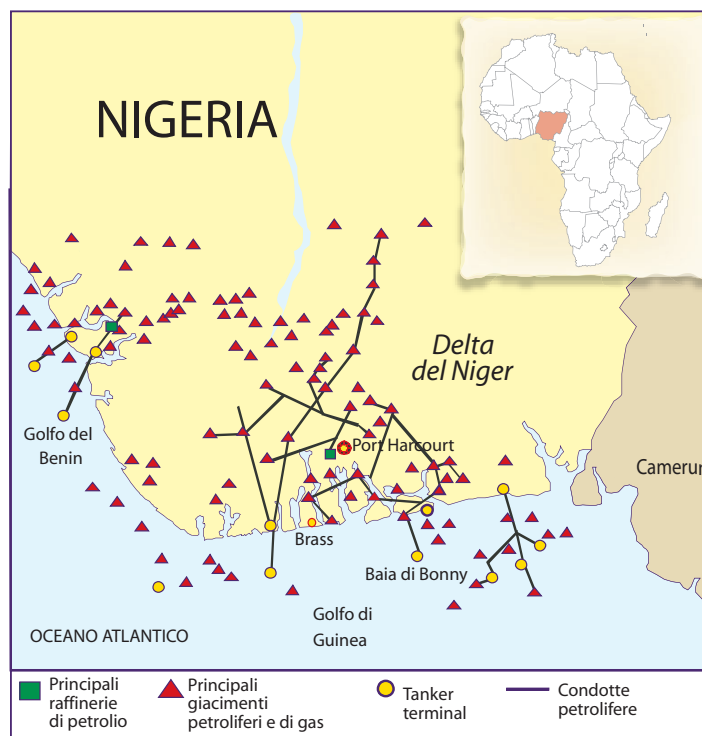 NIGERIA
Delta
del Niger
Golfo del
Benin
Port Harcourt
Camerur
Brass
Baia di Bonny
Golfo di
Guinea
OCEANO ATLANTICO
Principali
raffinerie
di petrolio
Principali
giacimenti
petroliferi e di gas
Tanker
terminal
Condotte
petrolifere